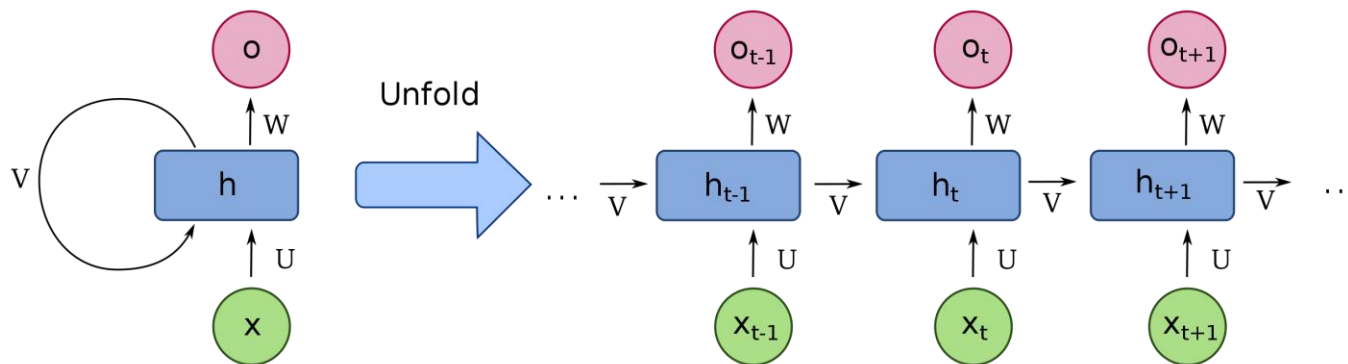 o
o_{t-1}
o_t
o_{t+1}
Unfold
W
W
W
W
V
h
...
V
h_{t-1}
V
h_t
V
h_{t+1}
V
..
U
U
U
U
x
x_{t-1}
x_t
x_{t+1}